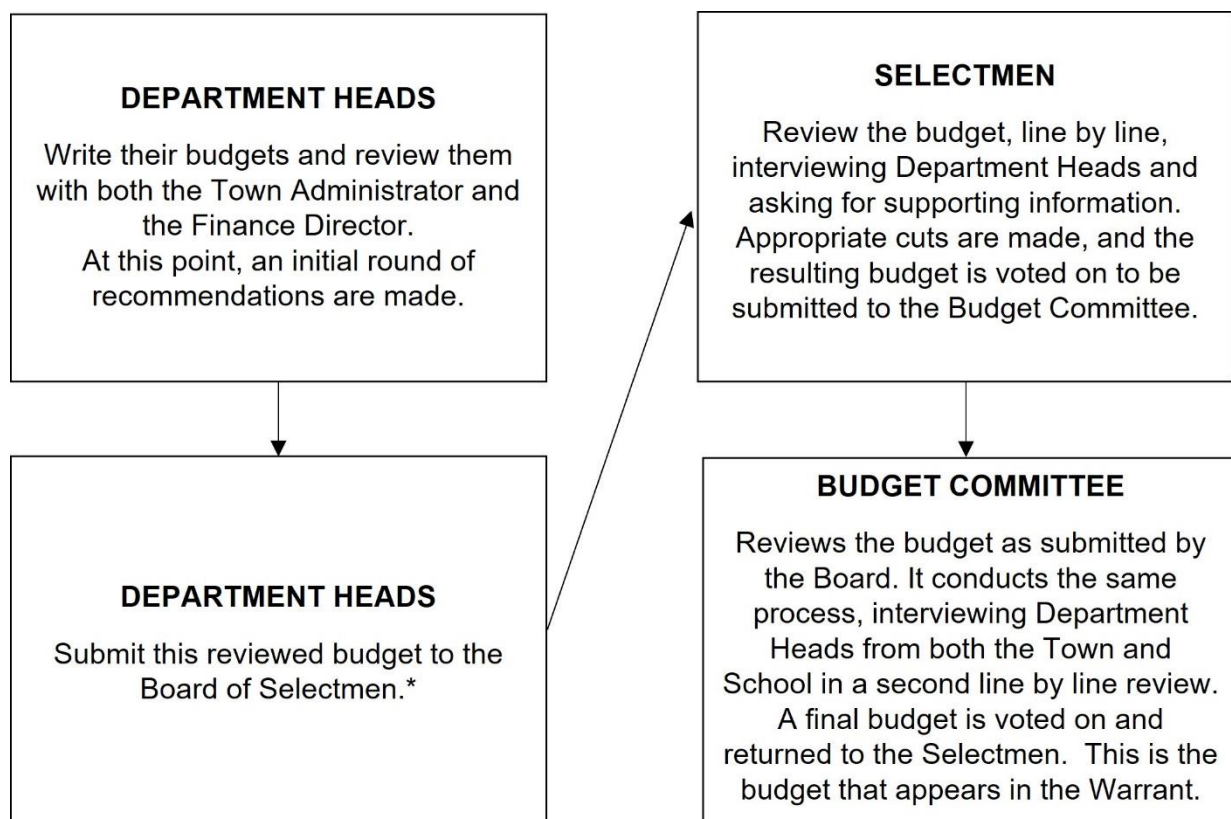 DEPARTMENT HEADS
Write their budgets and review them
with both the Town Administrator and
the Finance Director.
At this point, an initial round of
recommendations are made.
DEPARTMENT HEADS
Submit this reviewed budget to the
Board of Selectmen.*
SELECTMEN
Review the budget, line by line,
interviewing Department Heads and
asking for supporting information.
Appropriate cuts are made, and the
resulting budget is voted on to be
submitted to the Budget Committee.
BUDGET COMMITTEE
Reviews the budget as submitted by
the Board. It conducts the same
process, interviewing Department
Heads from both the Town and
School in a second line by line review.
A final budget is voted on and
returned to the Selectmen.  This is the
budget that appears in the Warrant.